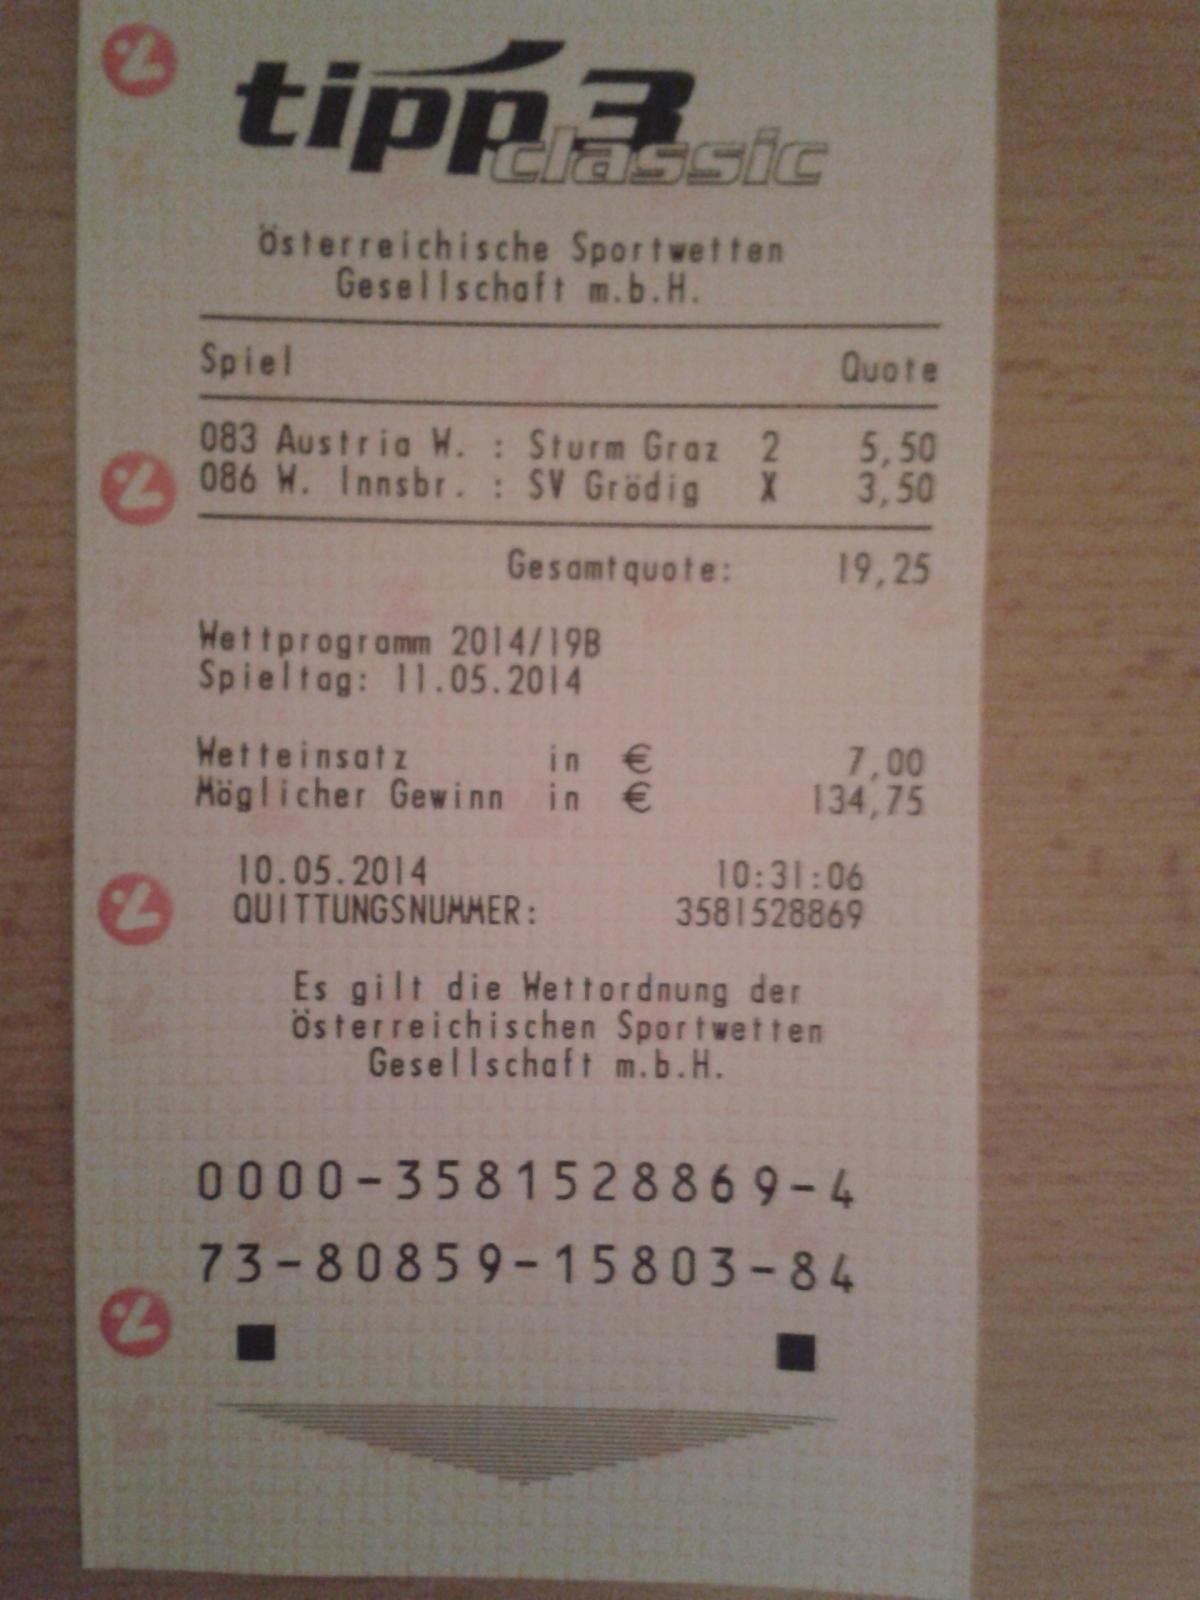 tipp3
classic
Österreichische Sportwetten
Gesellschaft m.b.H.
Spiel Quote
083 Austria W. : Sturm Graz 2 5,50
086 W. Innsbr. : SV Grödig X 3,50
Gesamtquote: 19,25
Wettprogramm 2014/19B
Spieltag: 11.05.2014
Wetteinsatz in € 7,00
Möglicher Gewinn in € 134,75
10.05.2014 10:31:06
QUITTUNGSNUMMER: 3581528869
Es gilt die Wettordnung der
Österreichischen Sportwetten
Gesellschaft m.b.H.
0000-3581528869-4
73-80859-15803-84